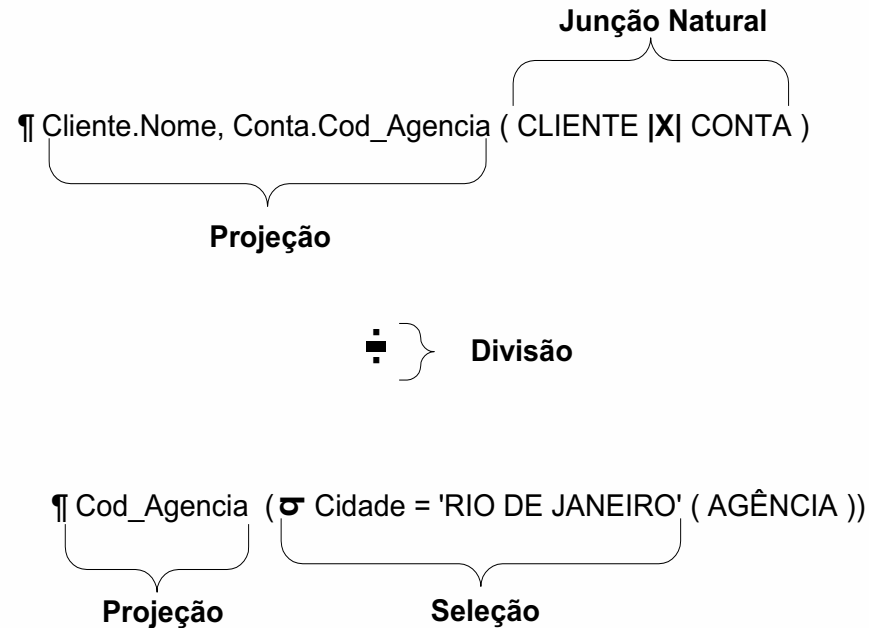 Junção Natural
¶ Cliente.Nome, Conta.Cod_Agencia ( CLIENTE |X| CONTA )
Projeção
÷ Divisão
¶ Cod_Agencia (σ Cidade = 'RIO DE JANEIRO' ( AGÊNCIA ))
Projeção Seleção